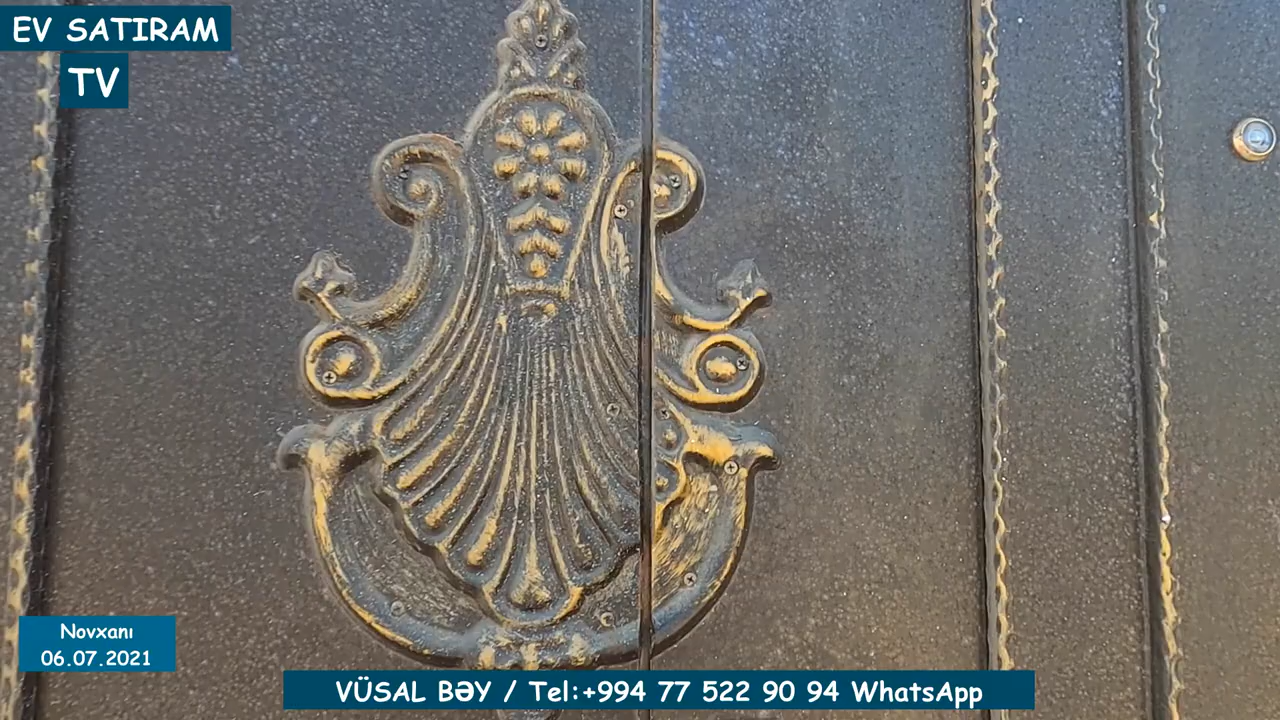 EV SATIRAM
TV
Novxanı
06.07.2021
VÜSAL BƏY / Tel:+994 77 522 90 94 WhatsApp